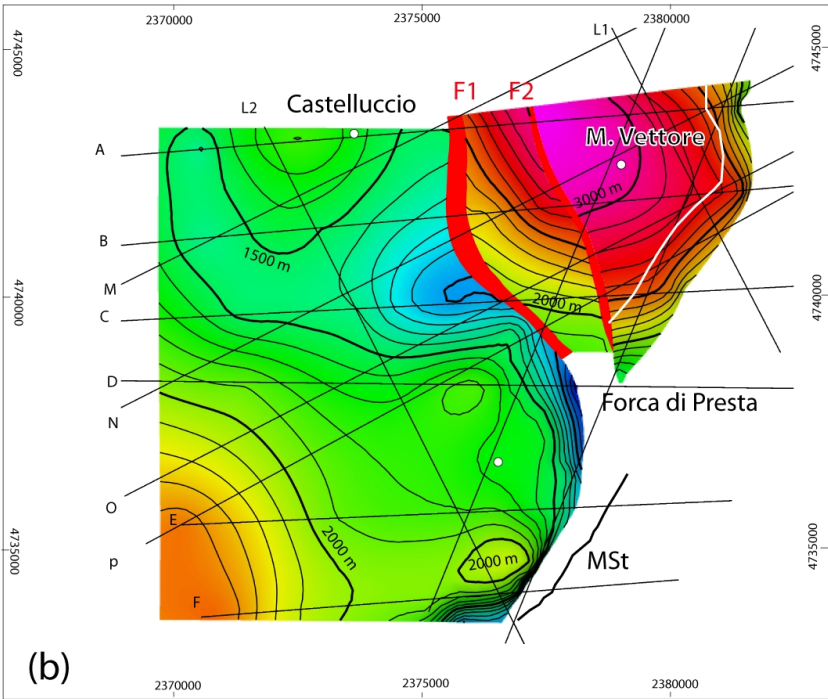 2370000
2375000
2380000
4745000
4745000
L1
L2
Castelluccio
F1
F2
A
M. Vettore
3000 m
B
1500 m
M
2000 m
4740000
4740000
C
D
Forca di Presta
N
O
E
2000 m
4735000
4735000
p
2000 m
MSt
F
(b)
2370000
2375000
2380000